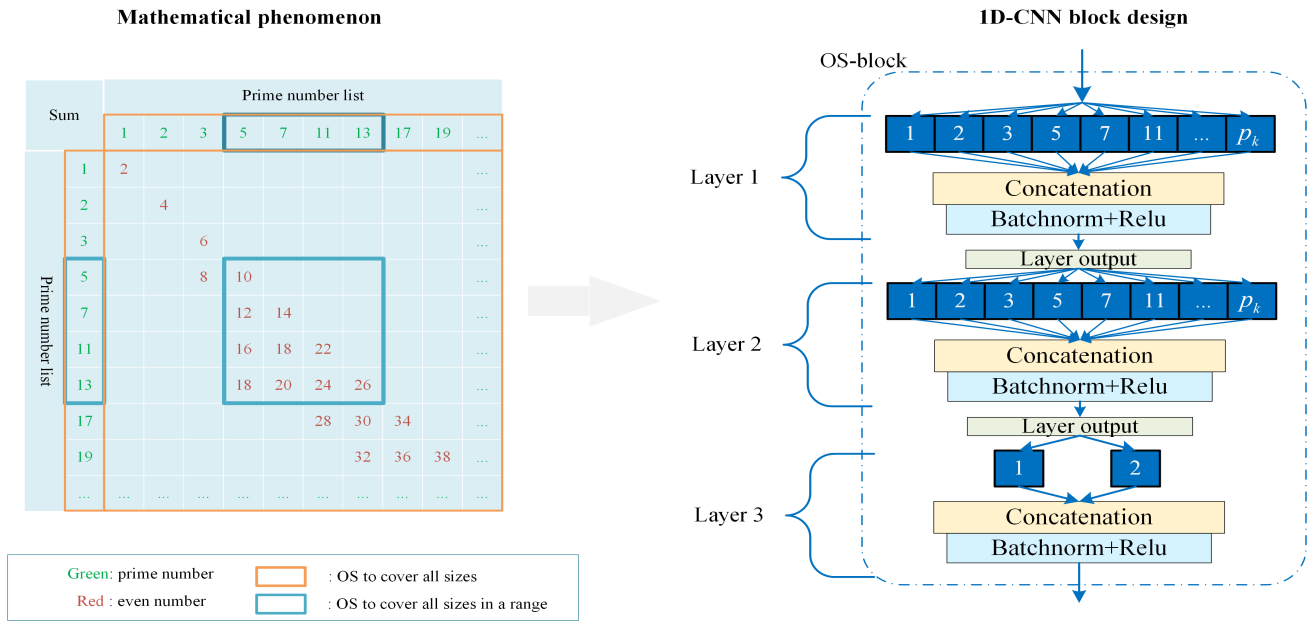 Mathematical phenomenon
Sum
Prime number list
1 2 3 5 7 11 13 17 19 ...
Prime number list
1 2 ...
2 4 ...
3 6 ...
5 8 10 ...
7 12 14 ...
11 16 18 22 ...
13 18 20 24 26 ...
17 28 30 34 ...
19 32 36 38 ...
... ... ... ... ... ... ... ... ... ... ...
Green: prime number
: OS to cover all sizes
Red : even number
: OS to cover all sizes in a range
1D-CNN block design
OS-block
Layer 1
1 2 3 5 7 11 ... pk
Concatenation
Batchnorm+Relu
Layer output
Layer 2
1 2 3 5 7 11 ... pk
Concatenation
Batchnorm+Relu
Layer output
Layer 3
1 2
Concatenation
Batchnorm+Relu